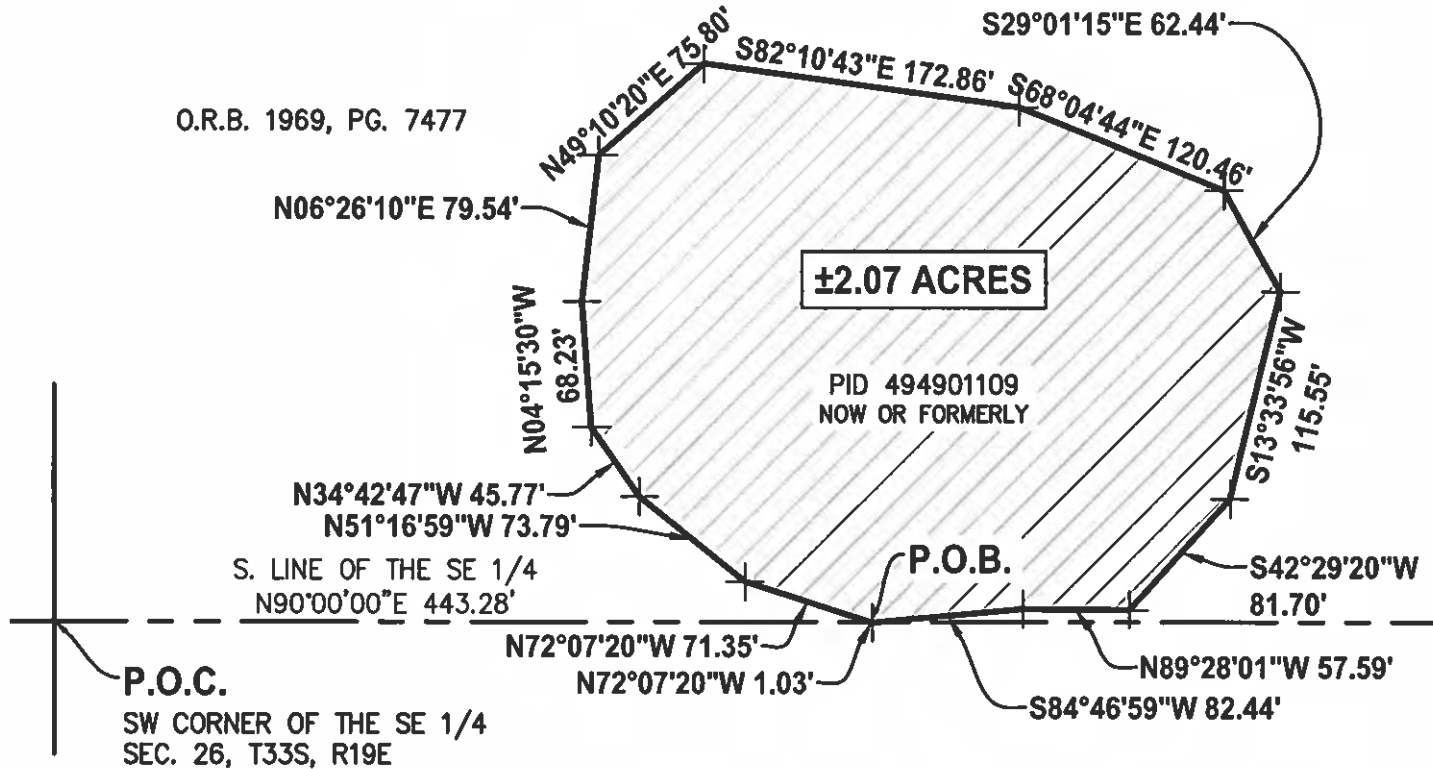 S29°01'15"E 62.44'
N49°10'20"E 75.80'
S82°10'43"E 172.86'
S68°04'44"E 120.46'
O.R.B. 1969, PG. 7477
N06°26'10"E 79.54'
±2.07 ACRES
N04°15'30"W
68.23'
PID 494901109
NOW OR FORMERLY
S13°33'56"W
115.55'
N34°42'47"W 45.77'
N51°16'59"W 73.79'
S. LINE OF THE SE 1/4
N90°00'00"E 443.28'
P.O.B.
S42°29'20"W
81.70'
N72°07'20"W 71.35'
N72°07'20"W 1.03'
N89°28'01"W 57.59'
S84°46'59"W 82.44'
P.O.C.
SW CORNER OF THE SE 1/4
SEC. 26, T33S, R19E